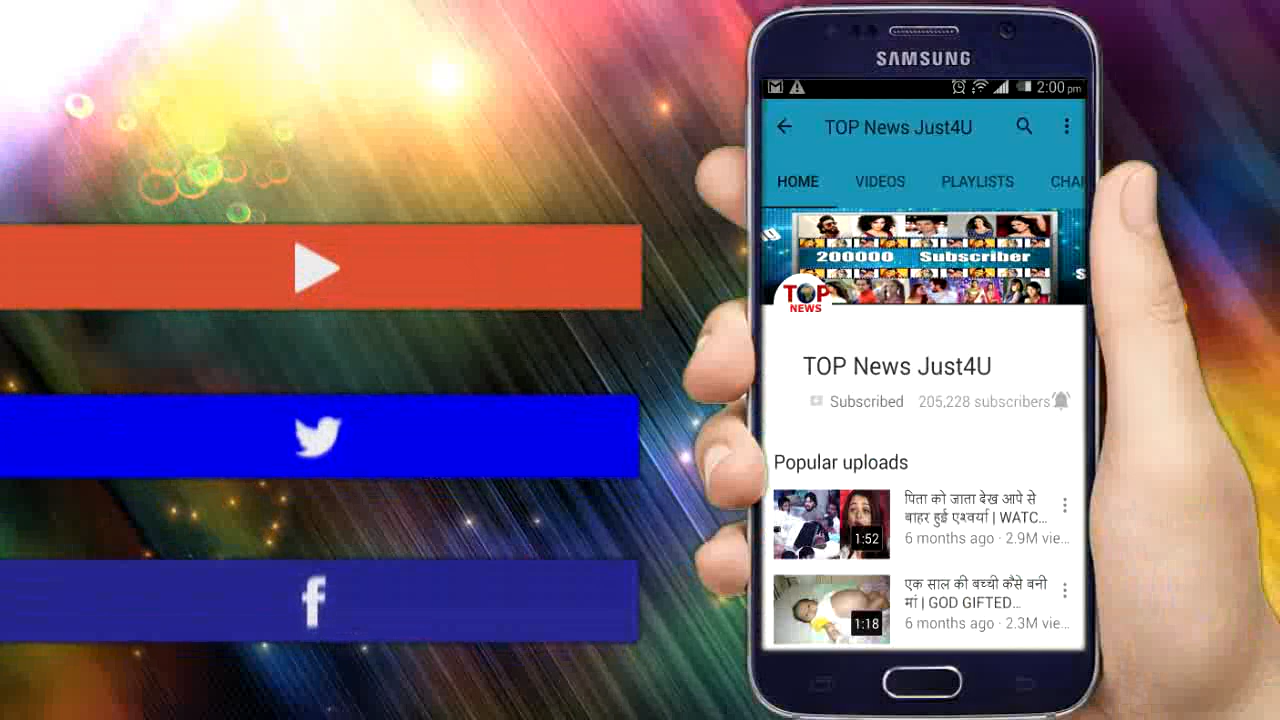 SAMSUNG
2:00 pm
TOP News Just4U
HOME VIDEOS PLAYLISTS CHA
200000 Subscriber
TOP
NEWS
TOP News Just4U
Subscribed 205,228 subscribers
Popular uploads
पिता को जाता देख आपे से
बाहर हुई एश्वर्या | WATC...
6 months ago · 2.9M vie...
1:52
एक साल की बच्ची कैसे बनी
माँ | GOD GIFTED...
6 months ago · 2.3M vie...
1:18